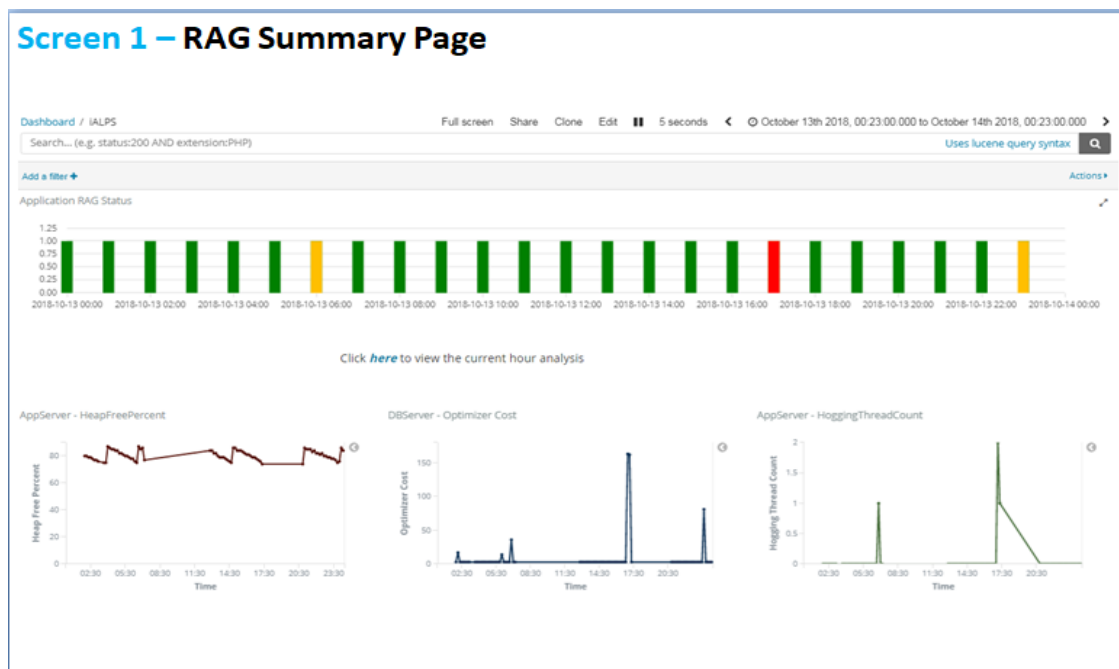 Screen 1 – RAG Summary Page
Dashboard / iALPS
Full screen Share Clone Edit 5 seconds October 13th 2018, 00:23:00.000 to October 14th 2018, 00:23:00.000
Search... (e.g. status:200 AND extension:PHP) Uses lucene query syntax
Add a filter + Actions
Application RAG Status
1.25
1.00
0.75
0.50
0.25
0.00
2018-10-13 00:00 2018-10-13 02:00 2018-10-13 04:00 2018-10-13 06:00 2018-10-13 08:00 2018-10-13 10:00 2018-10-13 12:00 2018-10-13 14:00 2018-10-13 16:00 2018-10-13 18:00 2018-10-13 20:00 2018-10-13 22:00 2018-10-14 00:00
Click here to view the current hour analysis
AppServer - HeapFreePercent
Heap Free Percent
80
60
40
20
0
02:30 05:30 08:30 11:30 14:30 17:30 20:30 23:30
Time
DBServer - Optimizer Cost
Optimizer Cost
150
100
50
0
02:30 05:30 08:30 11:30 14:30 17:30 20:30
Time
AppServer - HoggingThreadCount
Hogging Thread Count
2
1.5
1
0.5
0
02:30 05:30 08:30 11:30 14:30 17:30 20:30
Time